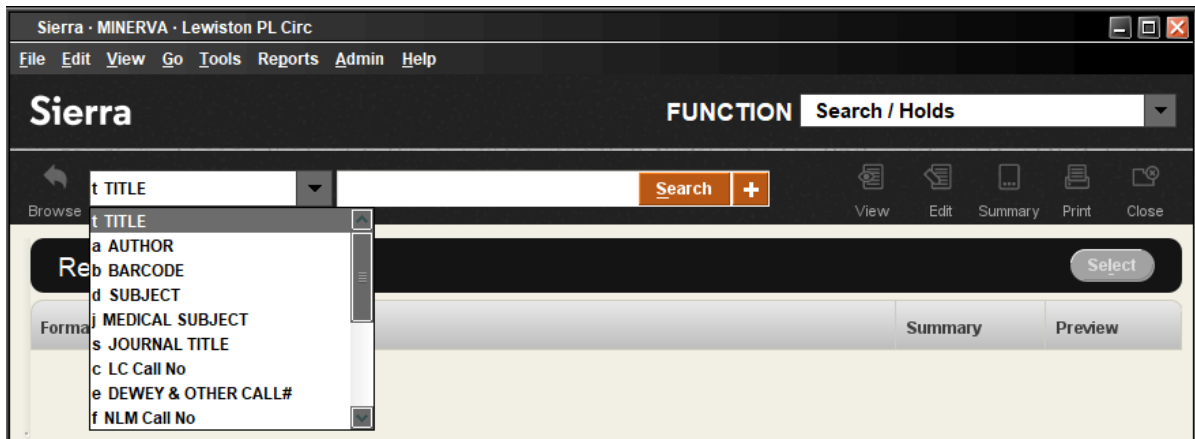 Sierra · MINERVA · Lewiston PL Circ
File Edit View Go Tools Reports Admin Help
Sierra
FUNCTION Search / Holds
t TITLE
Search +
Browse
View Edit Summary Print Close
t TITLE
a AUTHOR
b BARCODE
d SUBJECT
j MEDICAL SUBJECT
s JOURNAL TITLE
c LC Call No
e DEWEY & OTHER CALL#
f NLM Call No
Re
Select
Forma
Summary Preview